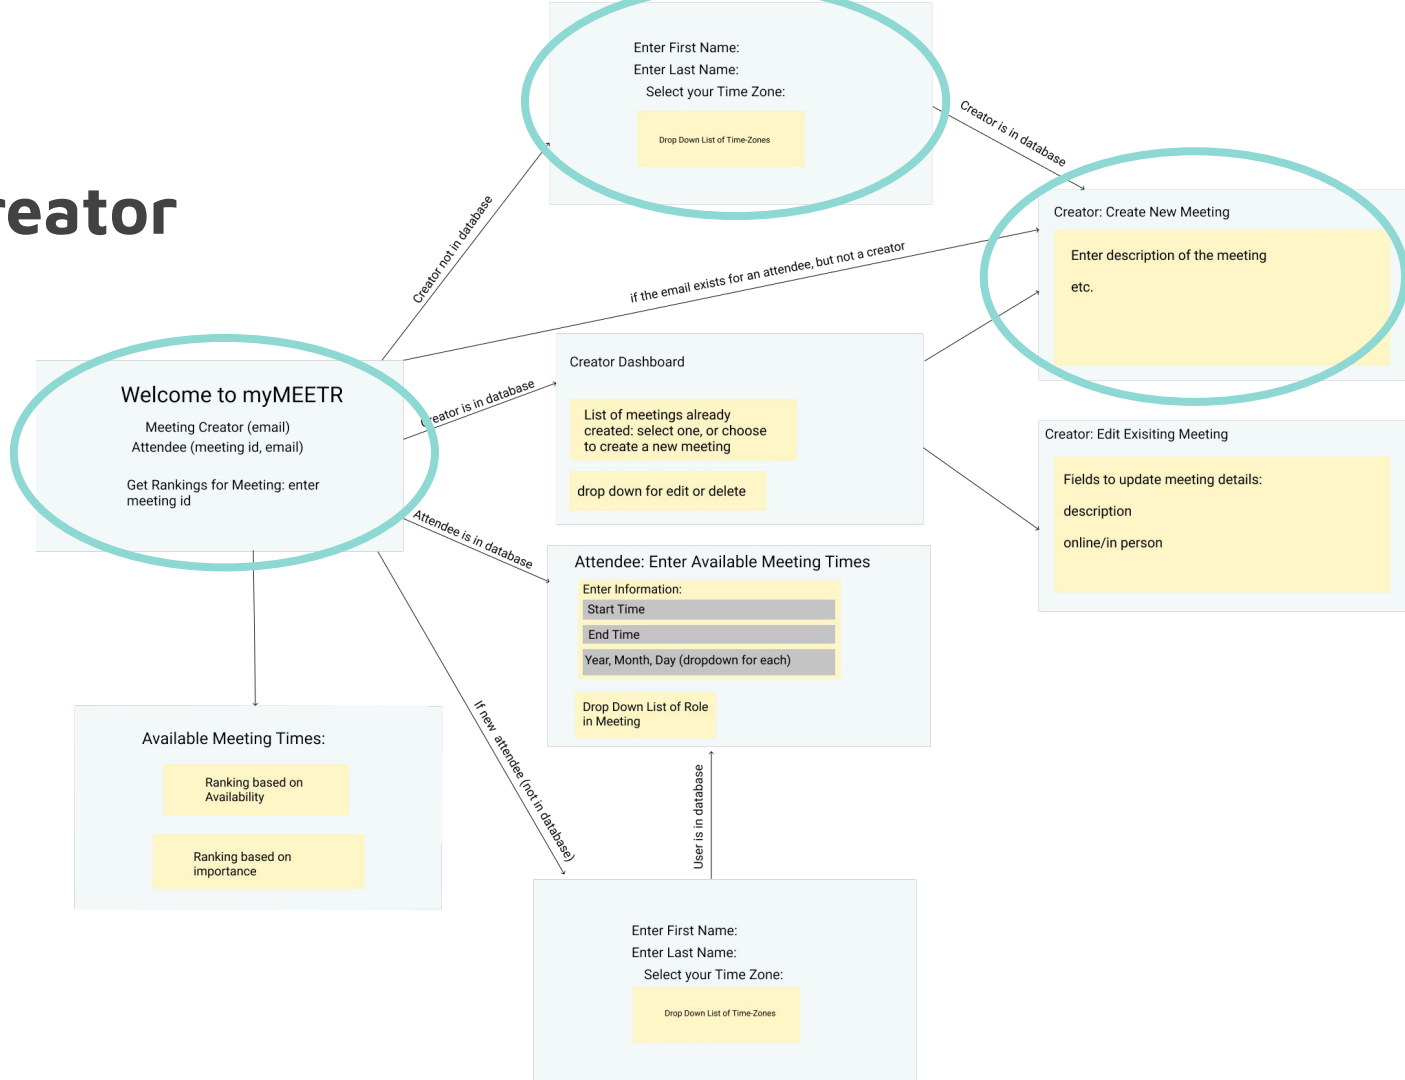 reator
Enter First Name:
Enter Last Name:
Select your Time Zone:
Drop Down List of Time-Zones
Creator is in database
Creator not in database
if the email exists for an attendee, but not a creator
Creator: Create New Meeting
Enter description of the meeting
etc.
Welcome to myMEETR
Meeting Creator (email)
Attendee (meeting id, email)
Get Rankings for Meeting: enter
meeting id
Creator is in database
Creator Dashboard
List of meetings already
created: select one, or choose
to create a new meeting
drop down for edit or delete
Creator: Edit Exisiting Meeting
Fields to update meeting details:
description
online/in person
Attendee is in database
Attendee: Enter Available Meeting Times
Enter Information:
Start Time
End Time
Year, Month, Day (dropdown for each)
Drop Down List of Role
in Meeting
Available Meeting Times:
Ranking based on
Availability
Ranking based on
importance
If new attendee (not in database)
User is in database
Enter First Name:
Enter Last Name:
Select your Time Zone:
Drop Down List of Time-Zones